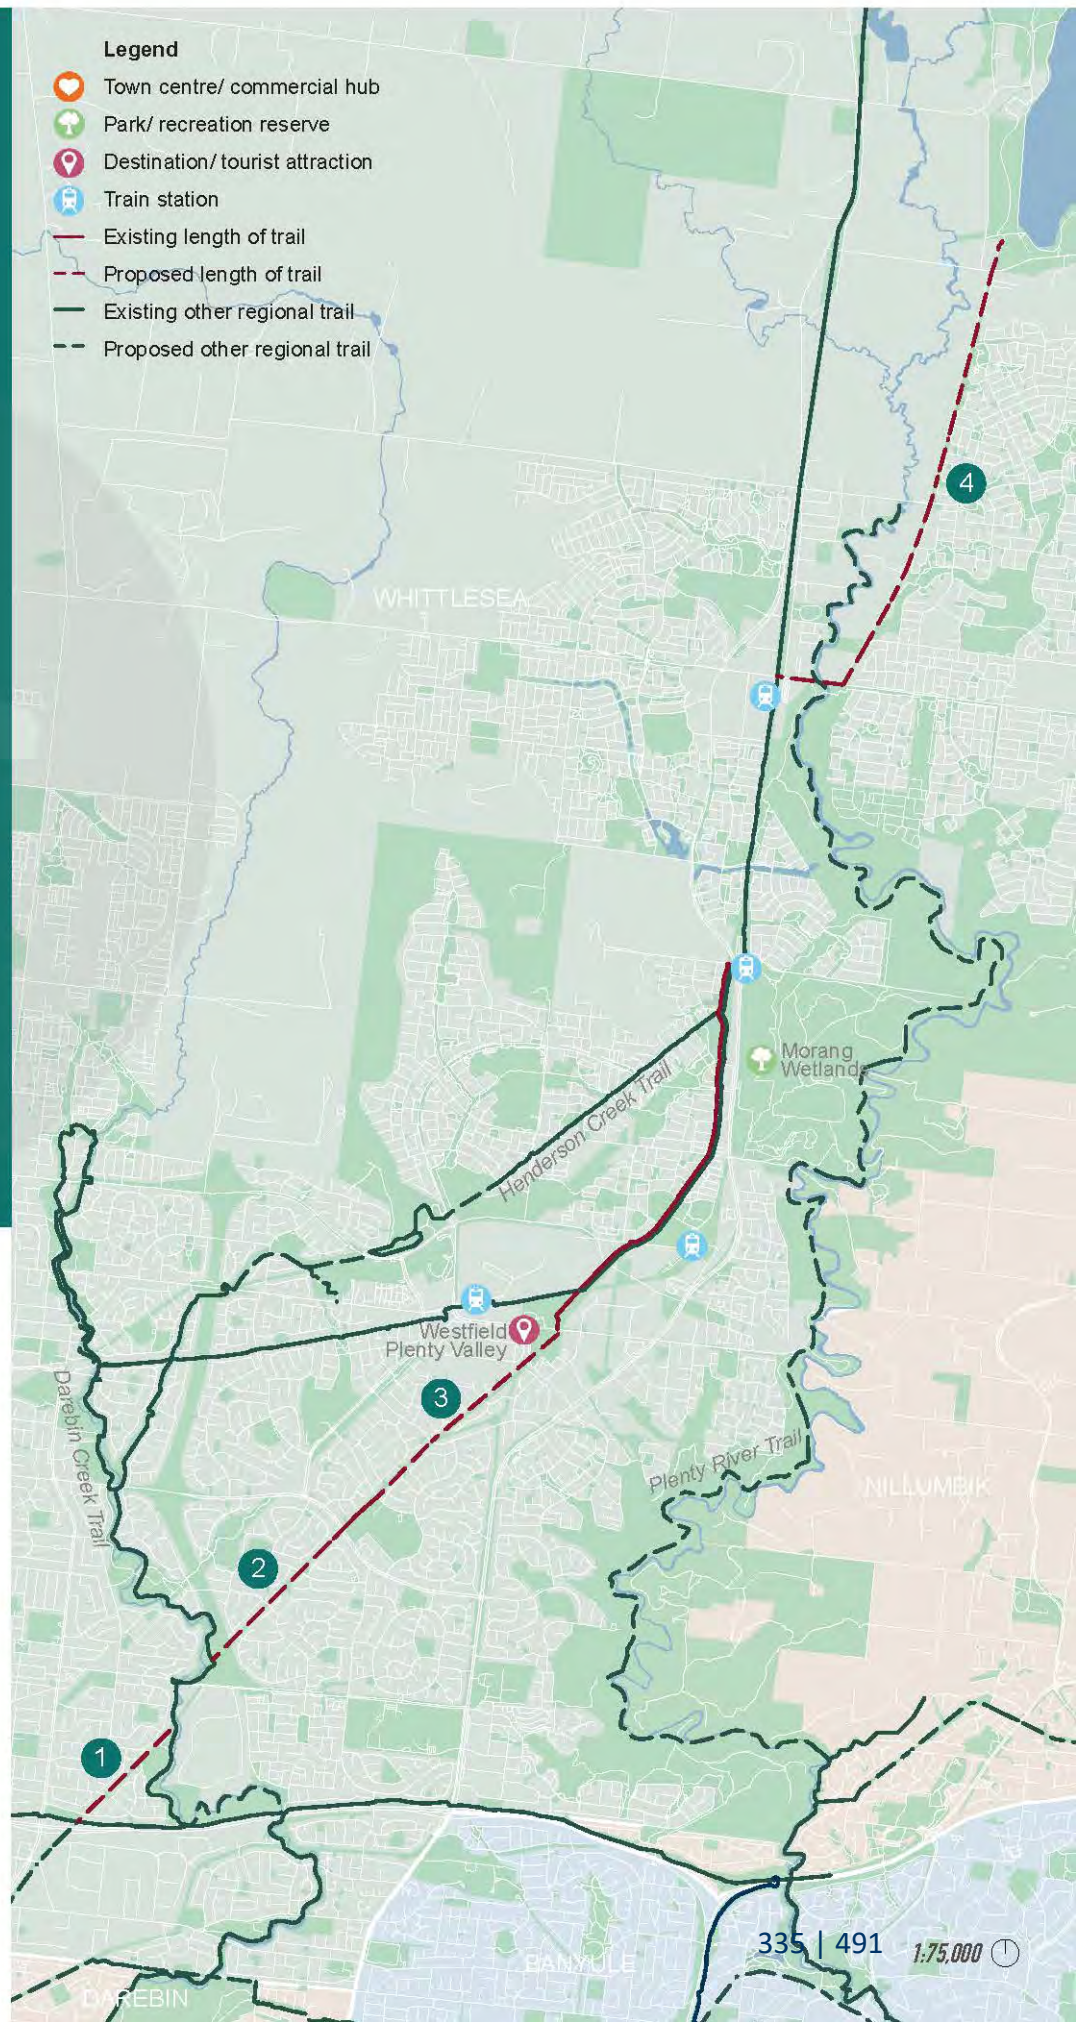 Legend
Town centre/ commercial hub
Park/ recreation reserve
Destination/ tourist attraction
Train station
Existing length of trail
Proposed length of trail
Existing other regional trail
Proposed other regional trail
4
WHITTLESEA
Morang
Wetlands
Henderson Creek Trail
Westfield
Plenty Valley
3
Darebin Creek Trail
Plenty River Trail
NILLUMBIK
2
1
335 | 491
1:75,000
BANYULE
DAREBIN